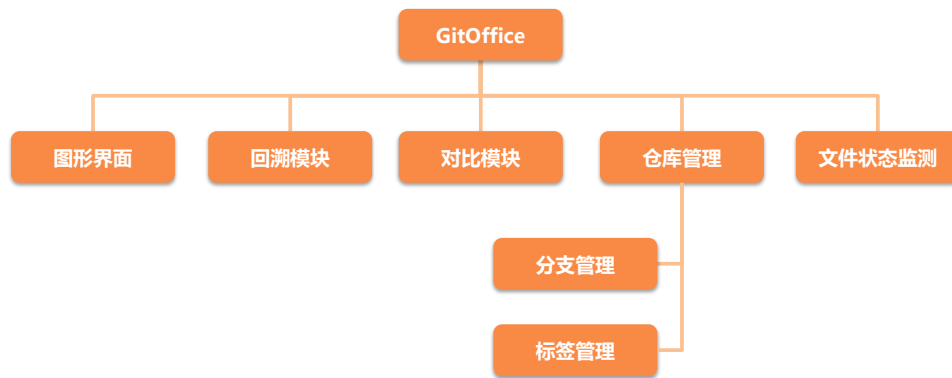 GitOffice
图形界面
回溯模块
对比模块
仓库管理
文件状态监测
分支管理
标签管理